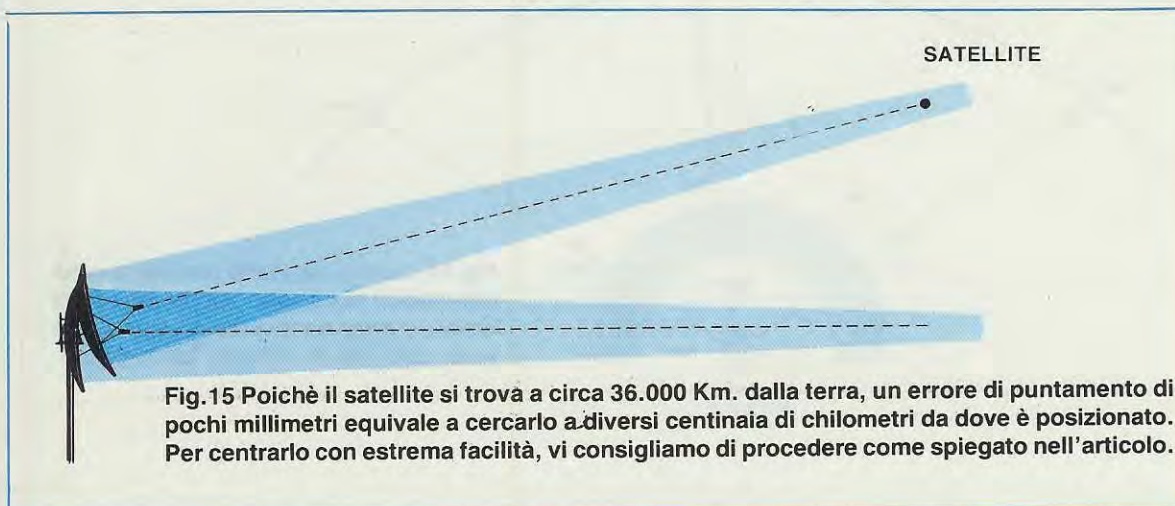 SATELLITE
Fig.15 Poichè il satellite si trova a circa 36.000 Km. dalla terra, un errore di puntamento di
pochi millimetri equivale a cercarlo a diversi centinaia di chilometri da dove è posizionato.
Per centrarlo con estrema facilità, vi consigliamo di procedere come spiegato nell'articolo.